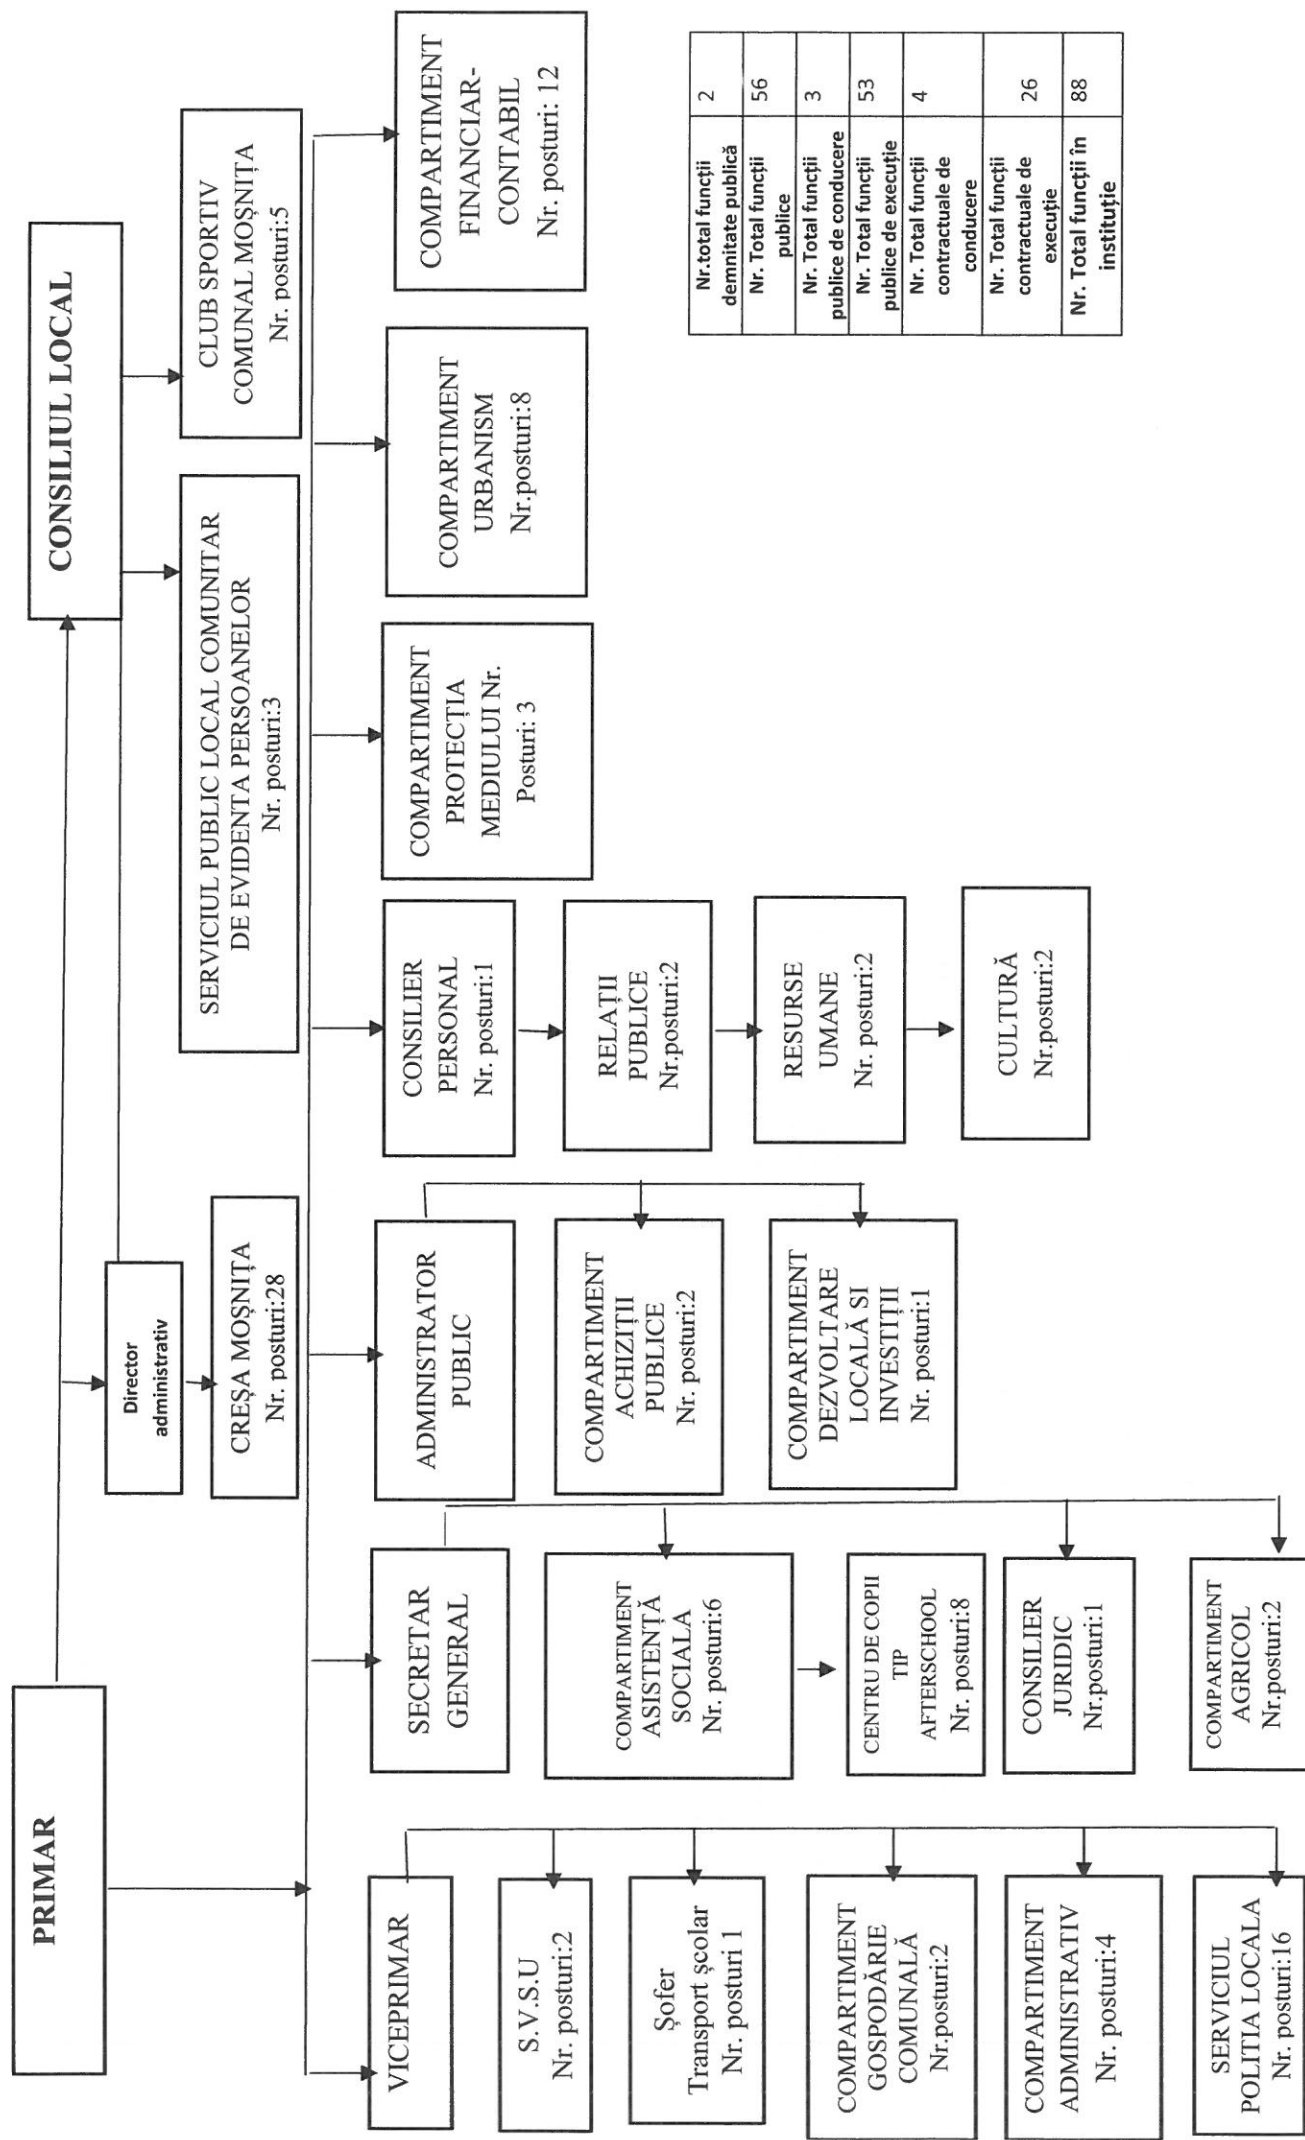 PRIMAR
CONSILIUL LOCAL
Director
administrativ
CREȘA MOȘNIȚA
Nr. posturi:28
SERVICIUL PUBLIC LOCAL COMUNITAR
DE EVIDENTA PERSOANELOR
Nr. posturi:3
CLUB SPORTIV
COMUNAL MOȘNIȚA
Nr. posturi:5
VICEPRIMAR
S.V.S.U
Nr. posturi:2
Șofer
Transport școlar
Nr. posturi 1
COMPARTIMENT
GOSPODĂRIE
COMUNALĂ
Nr.posturi:2
COMPARTIMENT
ADMINISTRATIV
Nr. posturi:4
SERVICIUL
POLITIA LOCALA
Nr. posturi:16
SECRETAR
GENERAL
COMPARTIMENT
ASISTENȚĂ
SOCIALA
Nr. posturi:6
CENTRU DE COPII
TIP
AFTERSCHOOL
Nr. posturi:8
CONSILIER
JURIDIC
Nr.posturi:1
COMPARTIMENT
AGRICOL
Nr.posturi:2
ADMINISTRATOR
PUBLIC
COMPARTIMENT
ACHIZIȚII
PUBLICE
Nr. posturi:2
COMPARTIMENT
DEZVOLTARE
LOCALĂ SI
INVESTIȚII
Nr. posturi:1
CONSILIER
PERSONAL
Nr. posturi:1
RELAȚII
PUBLICE
Nr.posturi:2
RESURSE
UMANE
Nr. posturi:2
CULTURĂ
Nr.posturi:2
COMPARTIMENT
PROTECȚIA
MEDIULUI Nr.
Posturi: 3
COMPARTIMENT
URBANISM
Nr.posturi:8
COMPARTIMENT
FINANCIAR-
CONTABIL
Nr. posturi: 12
Nr.total funcții 2
demnitate publică
Nr. Total funcții 56
publice
Nr. Total funcții 3
publice de conducere
Nr. Total funcții 53
publice de execuție
Nr. Total funcții 4
contractuale de
conducere
Nr. Total funcții
contractuale de 26
execuție
Nr. Total funcții în 88
instituție